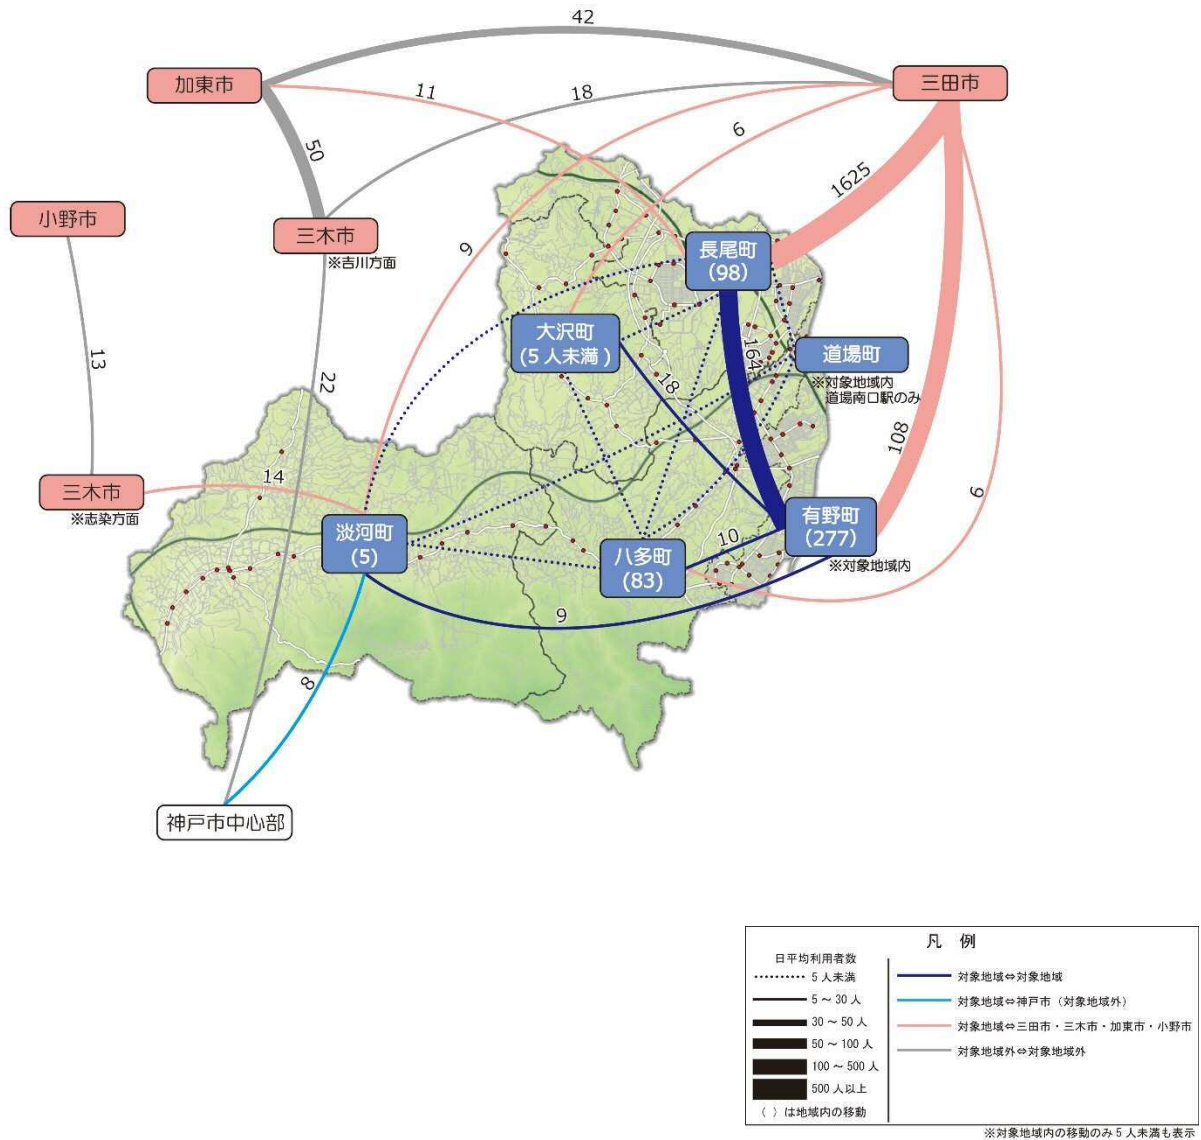 42
加東市
三田市
11
18
6
50
1625
小野市
三木市
※吉川方面
9
長尾町
(98)
大沢町
(5人未満)
164
道場町
※対象地域内
道場南口駅のみ
13
22
18
108
6
14
三木市
※志染方面
淡河町
(5)
有野町
(277)
※対象地域内
10
八多町
(83)
9
8
神戸市中心部
凡 例
日平均利用者数
5人未満
5～30人
30～50人
50～100人
100～500人
500人以上
（ ）は地域内の移動
対象地域⇔対象地域
対象地域⇔神戸市（対象地域外）
対象地域⇔三田市・三木市・加東市・小野市
対象地域外⇔対象地域外
※対象地域内の移動のみ5人未満も表示